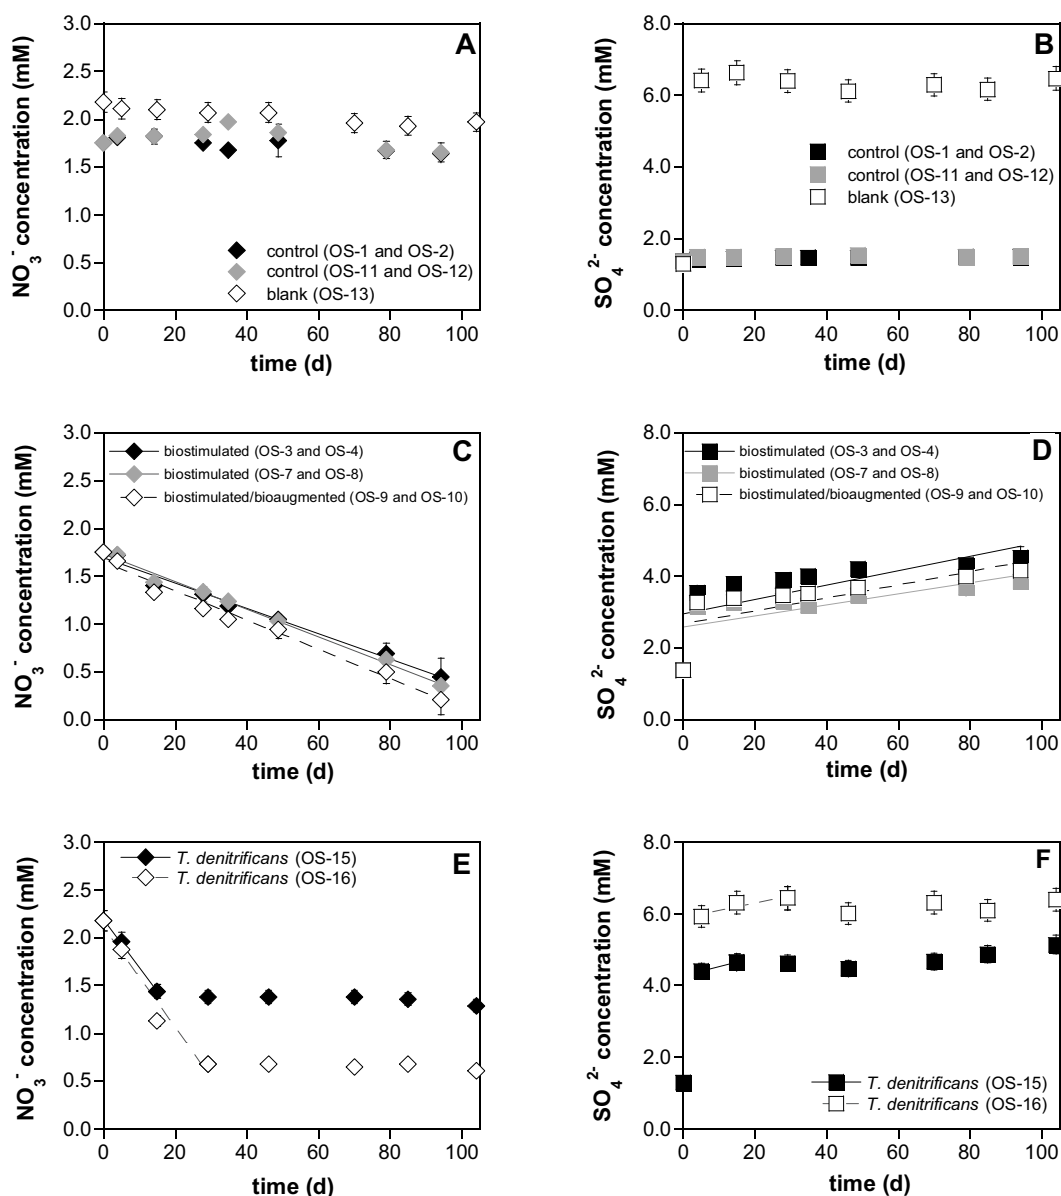 A
NO₃⁻ concentration (mM)
3.0
2.5
2.0
1.5
1.0
0.5
0.0
control (OS-1 and OS-2)
control (OS-11 and OS-12)
blank (OS-13)
0 20 40 60 80 100
time (d)
B
SO₄²⁻ concentration (mM)
8.0
6.0
4.0
2.0
0.0
control (OS-1 and OS-2)
control (OS-11 and OS-12)
blank (OS-13)
0 20 40 60 80 100
time (d)
C
NO₃⁻ concentration (mM)
3.0
2.5
2.0
1.5
1.0
0.5
0.0
biostimulated (OS-3 and OS-4)
biostimulated (OS-7 and OS-8)
biostimulated/bioaugmented (OS-9 and OS-10)
0 20 40 60 80 100
time (d)
D
SO₄²⁻ concentration (mM)
8.0
6.0
4.0
2.0
0.0
biostimulated (OS-3 and OS-4)
biostimulated (OS-7 and OS-8)
biostimulated/bioaugmented (OS-9 and OS-10)
0 20 40 60 80 100
time (d)
E
NO₃⁻ concentration (mM)
3.0
2.5
2.0
1.5
1.0
0.5
0.0
T. denitrificans (OS-15)
T. denitrificans (OS-16)
0 20 40 60 80 100
time (d)
F
SO₄²⁻ concentration (mM)
8.0
6.0
4.0
2.0
0.0
T. denitrificans (OS-15)
T. denitrificans (OS-16)
0 20 40 60 80 100
time (d)